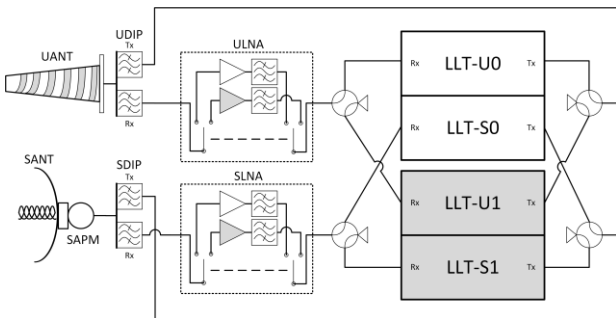 UDIP
Tx
UANT
Rx
ULNA
Rx LLT-U0 Tx
Rx LLT-S0 Tx
SANT
SDIP
Tx
SAPM
Rx
SLNA
Rx LLT-U1 Tx
Rx LLT-S1 Tx